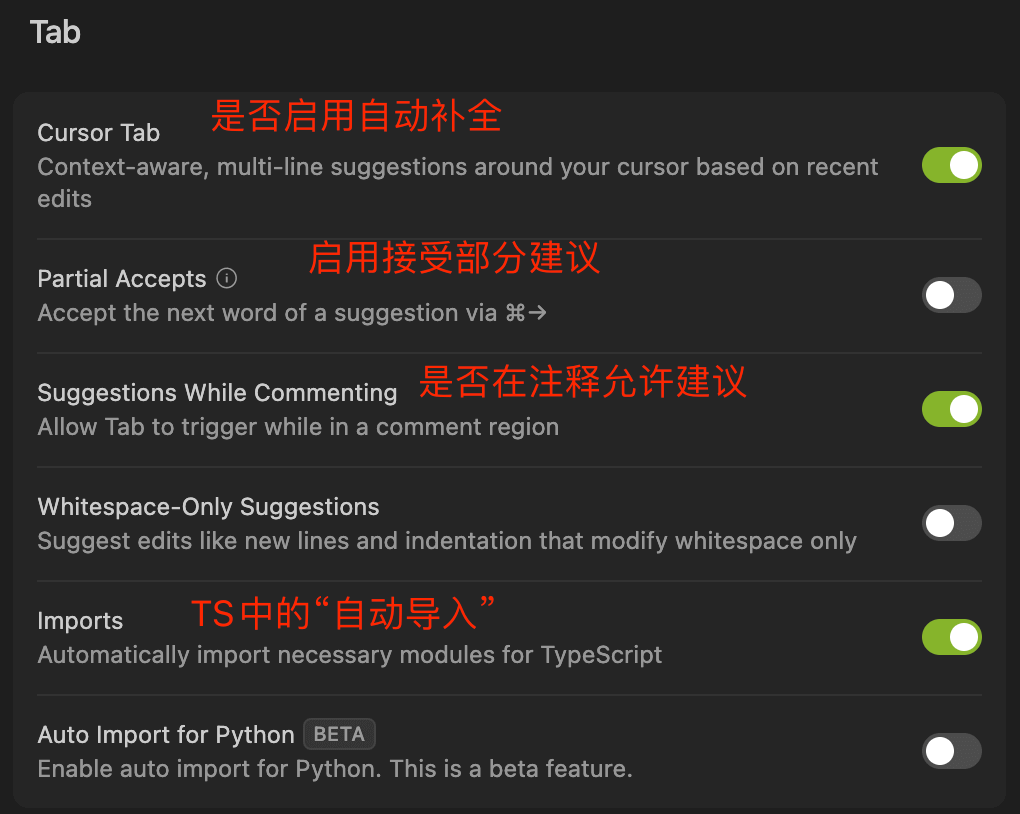 Tab
是否启用自动补全
Cursor Tab
Context-aware, multi-line suggestions around your cursor based on recent
edits
启用接受部分建议
Partial Accepts
Accept the next word of a suggestion via ⌘→
是否在注释允许建议
Suggestions While Commenting
Allow Tab to trigger while in a comment region
Whitespace-Only Suggestions
Suggest edits like new lines and indentation that modify whitespace only
TS中的“自动导入”
Imports
Automatically import necessary modules for TypeScript
Auto Import for Python BETA
Enable auto import for Python. This is a beta feature.